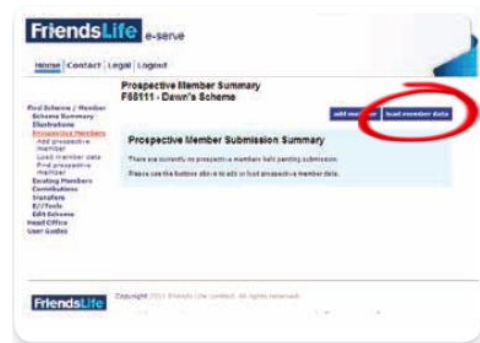 FriendsLife e-serve
Home | Contact | Legal | Logout
Prospective Member Summary
F66111 - Dawn's Scheme
add member
load member data
Find Scheme / Member
Scheme Summary
Illustrations
Prospective Members
Add prospective
member
Load member data
Find prospective
member
Existing Members
Contributions
Transfers
Edit Scheme
Head Office
User Guides
Prospective Member Submission Summary
There are currently no prospective members held pending submission.
Please use the buttons above to add or load prospective member data.
FriendsLife
Copyright 2011 Friends Life Limited. All rights reserved.